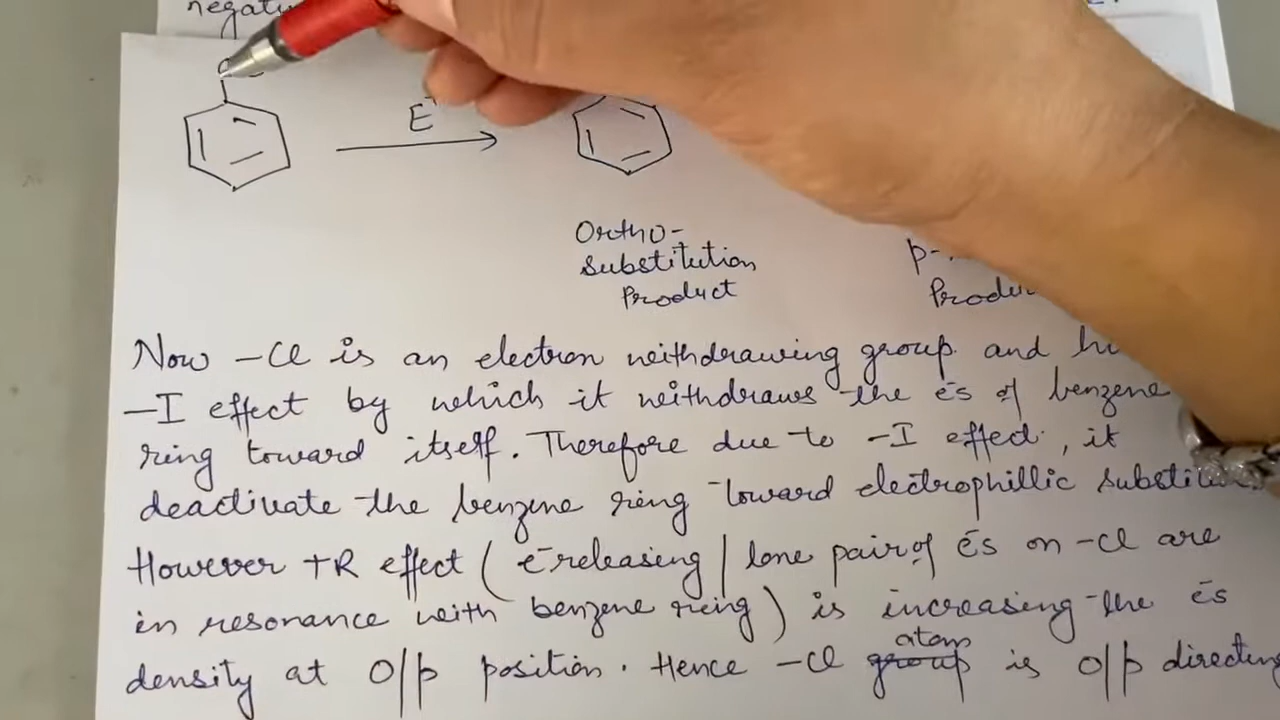 E⁺
Ortho-
Substitution
Product
p-
Now -Cl is an electron withdrawing group and
-I effect by which it withdraws the ēs of benzene
ring toward itself. Therefore due to -I effect, it
deactivate the benzene ring toward electrophillic
However +R effect ( ē releasing / lone pair of ēs on -Cl are
in resonance with benzene ring) is increasing the ēs
atom
density at o/p position. Hence -Cl group is o/p directing